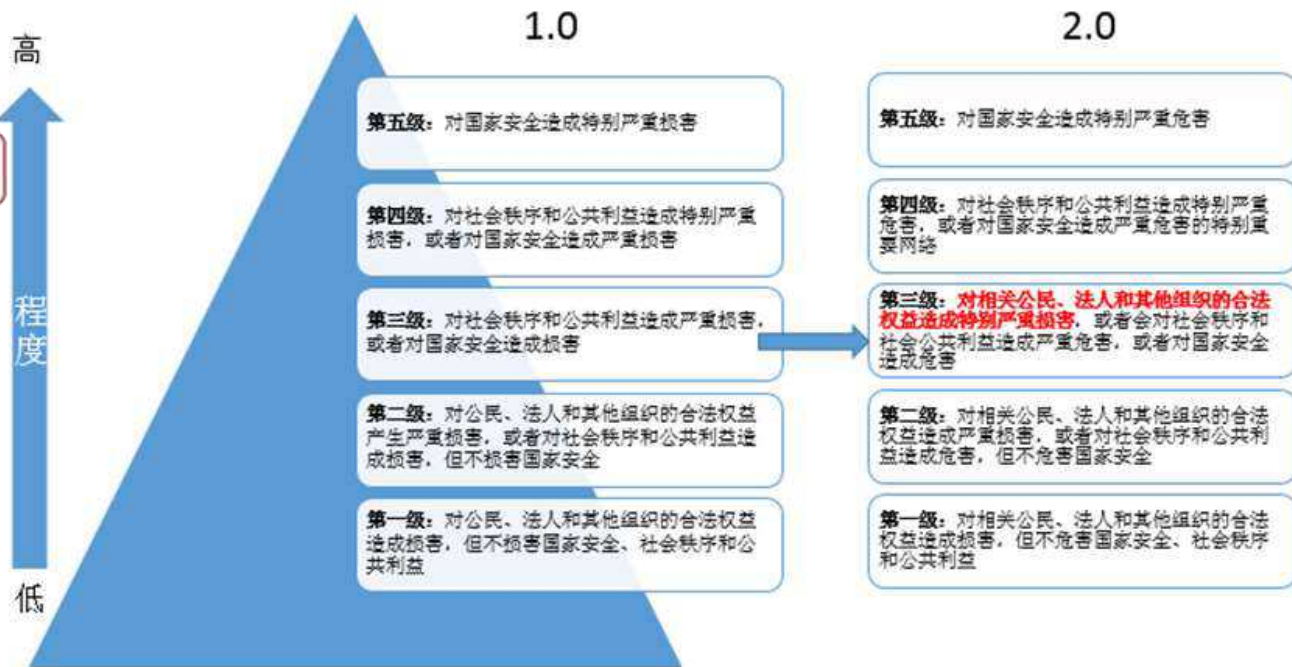 1.0
2.0
高
程
度
低
第五级：对国家安全造成特别严重损害
第四级：对社会秩序和公共利益造成特别严重
损害，或者对国家安全造成严重损害
第三级：对社会秩序和公共利益造成严重损害，
或者对国家安全造成损害
第二级：对公民、法人和其他组织的合法权益
产生严重损害，或者对社会秩序和公共利益造
成损害，但不损害国家安全
第一级：对公民、法人和其他组织的合法权益
造成损害，但不损害国家安全、社会秩序和公
共利益
第五级：对国家安全造成特别严重危害
第四级：对社会秩序和公共利益造成特别严重
危害，或者对国家安全造成严重危害的特别重
要网络
第三级：对相关公民、法人和其他组织的合法
权益造成特别严重损害，或者会对社会秩序和
社会公共利益造成严重危害，或者对国家安全
造成危害
第二级：对相关公民、法人和其他组织的合法
权益造成严重损害，或者对社会秩序和公共利
益造成危害，但不危害国家安全
第一级：对相关公民、法人和其他组织的合法
权益造成损害，但不危害国家安全、社会秩序
和公共利益